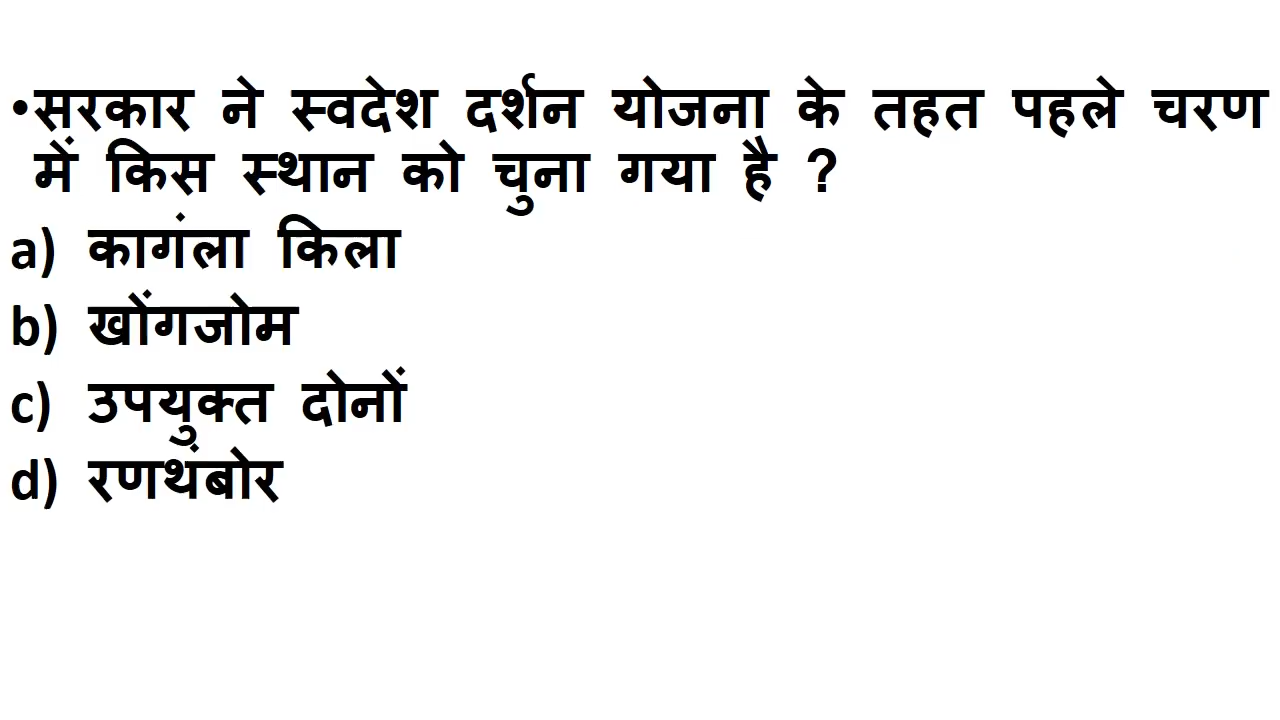 •सरकार ने स्वदेश दर्शन योजना के तहत पहले चरण
में किस स्थान को चुना गया है ?
a) कागंला किला
b) खोंगजोम
c) उपयुक्त दोनों
d) रणथंबोर